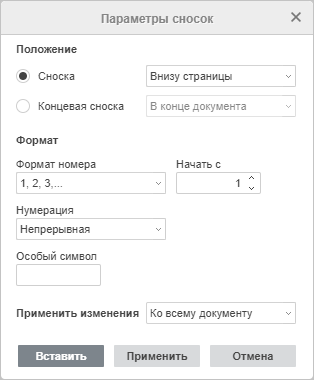 Параметры сносок
Положение
Сноска Внизу страницы
Концевая сноска В конце документа
Формат
Формат номера Начать с
1, 2, 3,... 1
Нумерация
Непрерывная
Особый символ
Применить изменения Ко всему документу
Вставить Применить Отмена